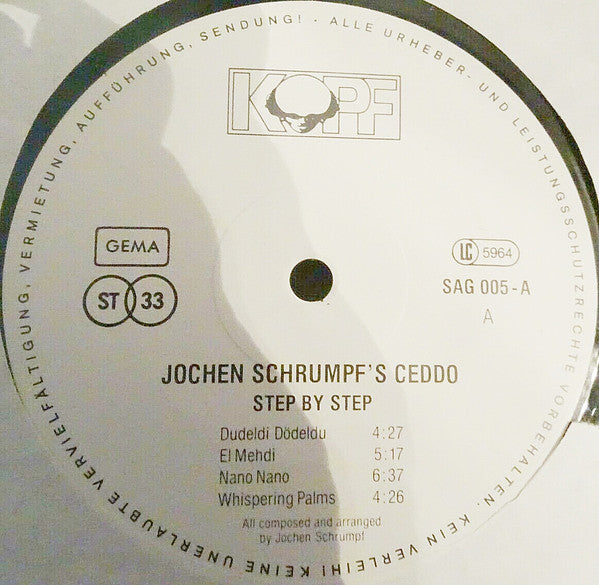 KEINE UNERLAUBTE VERVIELFÄLTIGUNG, VERMIETUNG, AUFFÜHRUNG, SENDUNG! · ALLE URHEBER- UND LEISTUNGSSCHUTZRECHTE VORBEHALTEN. KEIN VERLEIH!
KOPF
GEMA
ST 33
LC 5964
SAG 005-A
A
JOCHEN SCHRUMPF'S CEDDO
STEP BY STEP
Dudeldi Dödeldu 4:27
El Mehdi 5:17
Nano Nano 6:37
Whispering Palms 4:26
All composed and arranged
by Jochen Schrumpf